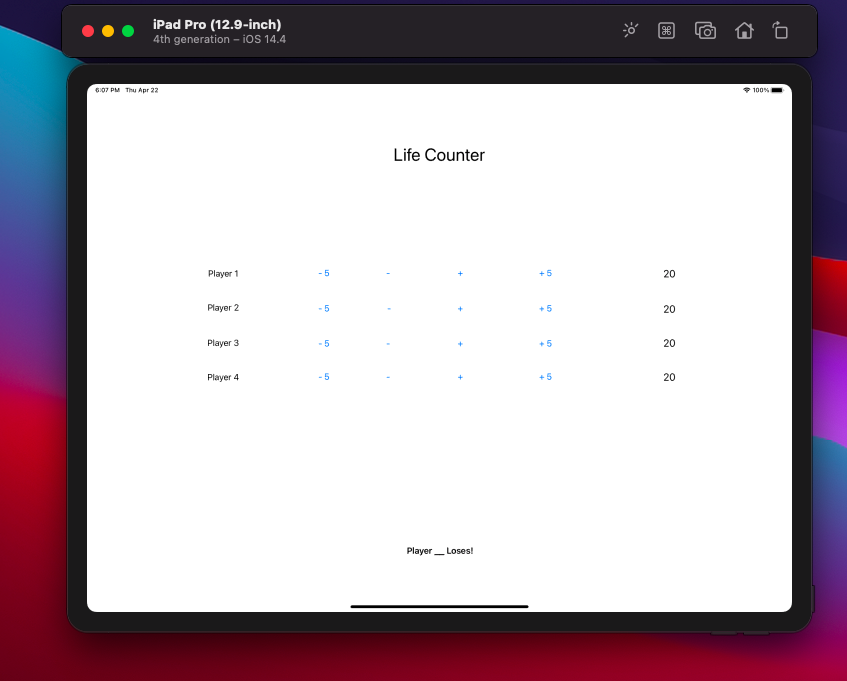 iPad Pro (12.9-inch)
4th generation – iOS 14.4
6:07 PM Thu Apr 22 100%
Life Counter
Player 1 - 5 - + + 5 20
Player 2 - 5 - + + 5 20
Player 3 - 5 - + + 5 20
Player 4 - 5 - + + 5 20
Player __ Loses!